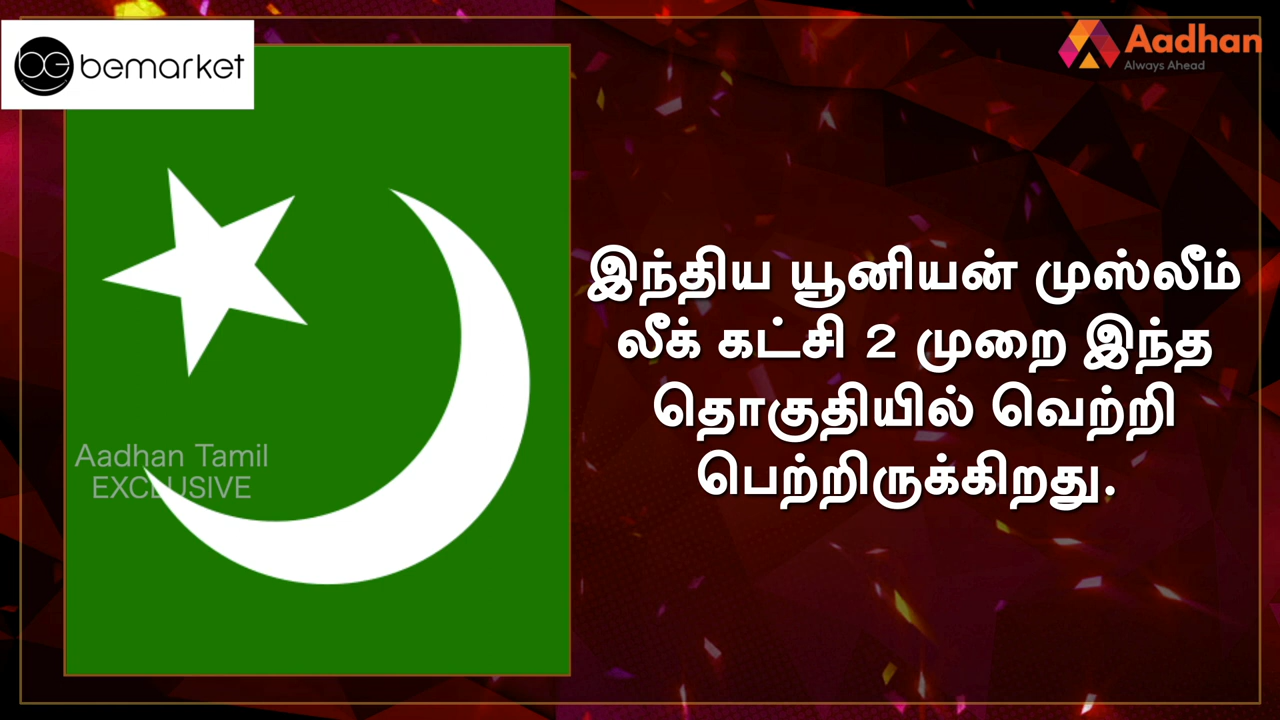 bemarket
Aadhan
Always Ahead
இந்திய யூனியன் முஸ்லீம்
லீக் கட்சி 2 முறை இந்த
தொகுதியில் வெற்றி
பெற்றிருக்கிறது.
Aadhan Tamil
EXCLUSIVE